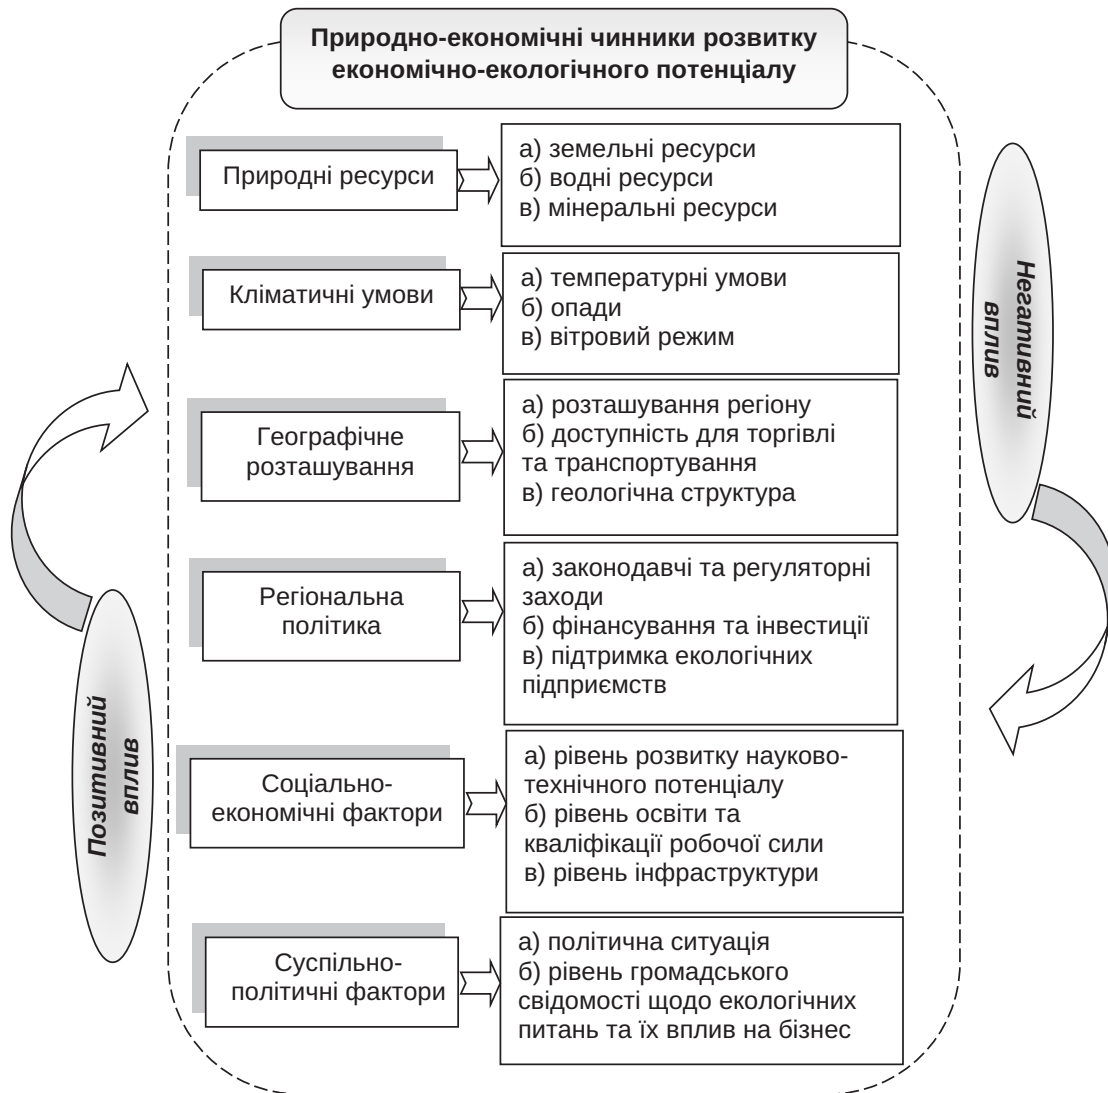 Природно-економічні чинники розвитку
економічно-екологічного потенціалу
Природні ресурси
а) земельні ресурси
б) водні ресурси
в) мінеральні ресурси
Кліматичні умови
а) температурні умови
б) опади
в) вітровий режим
Географічне
розташування
а) розташування регіону
б) доступність для торгівлі
та транспортування
в) геологічна структура
Регіональна
політика
а) законодавчі та регуляторні
заходи
б) фінансування та інвестиції
в) підтримка екологічних
підприємств
Соціально-
економічні фактори
а) рівень розвитку науково-
технічного потенціалу
б) рівень освіти та
кваліфікації робочої сили
в) рівень інфраструктури
Суспільно-
політичні фактори
а) політична ситуація
б) рівень громадського
свідомості щодо екологічних
питань та їх вплив на бізнес
Позитивний
вплив
Негативний
вплив